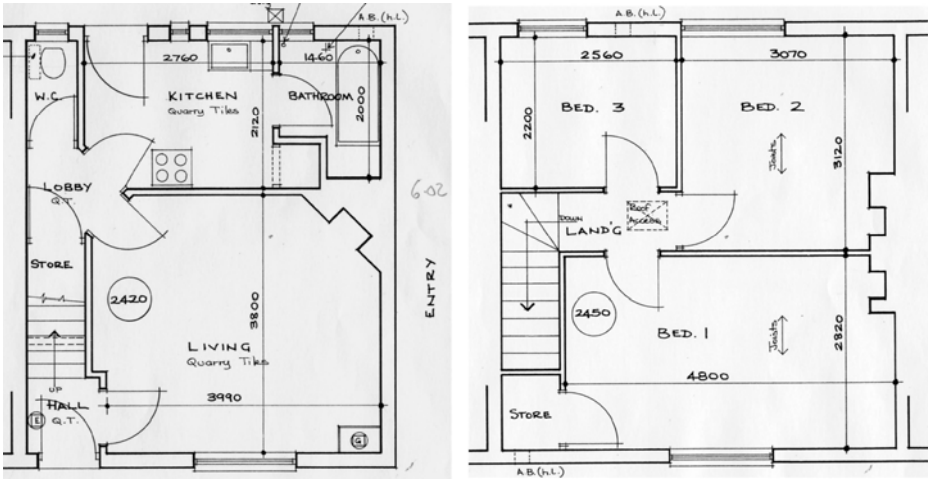 A.B.(h.L)
2760
1460
W.C.
KITCHEN
Quarry Tiles
BATHROOM
2120
2000
LOBBY
Q.T.
6-02
STORE
2420
3800
ENTRY
LIVING
Quarry Tiles
UP
HALL
Q.T.
E
3990
G
A.B.(h.L)
2560
3070
BED. 3
BED. 2
2200
Joists
3120
Roof
Access
DOWN
LAND'G
2450
BED. 1
Joists
2820
4800
STORE
A.B.(h.L.)